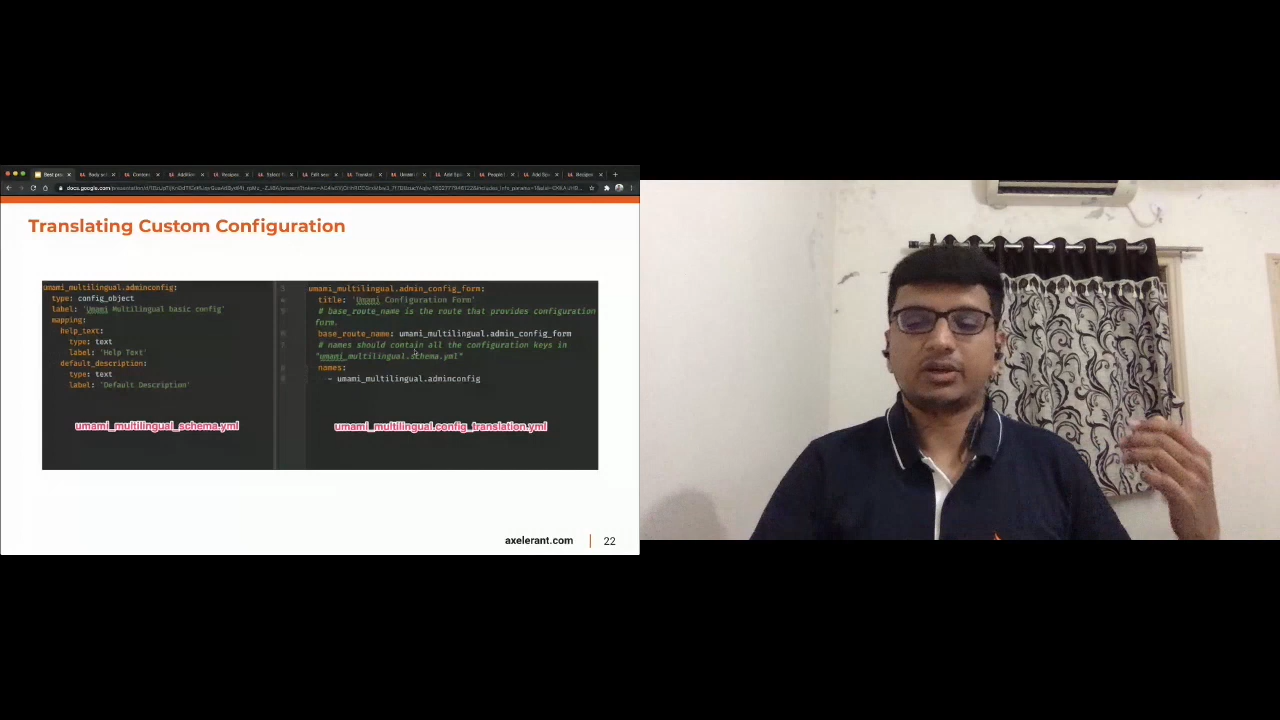 Translating Custom Configuration
umami_multilingual.adminconfig:
type: config_object
label: 'Umami Multilingual basic config'
mapping:
help_text:
type: text
label: 'Help Text'
default_description:
type: text
label: 'Default Description'
umami_multilingual_schema.yml
umami_multilingual.admin_config_form:
title: 'Umami Configuration Form'
# base_route_name is the route that provides configuration
form.
base_route_name: umami_multilingual.admin_config_form
# names should contain all the configuration keys in
"umami_multilingual.schema.yml"
names:
- umami_multilingual.adminconfig
umami_multilingual.config_translation.yml
axelerant.com
22